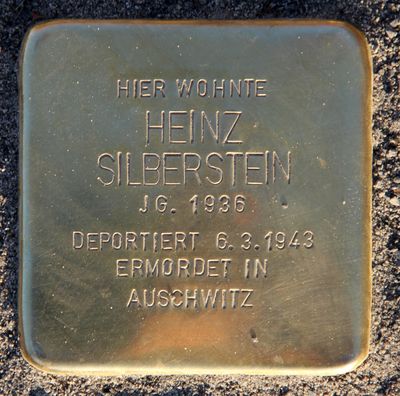 HIER WOHNTE
HEINZ
SILBERSTEIN
JG. 1936
DEPORTIERT 6.3.1943
ERMORDET IN
AUSCHWITZ